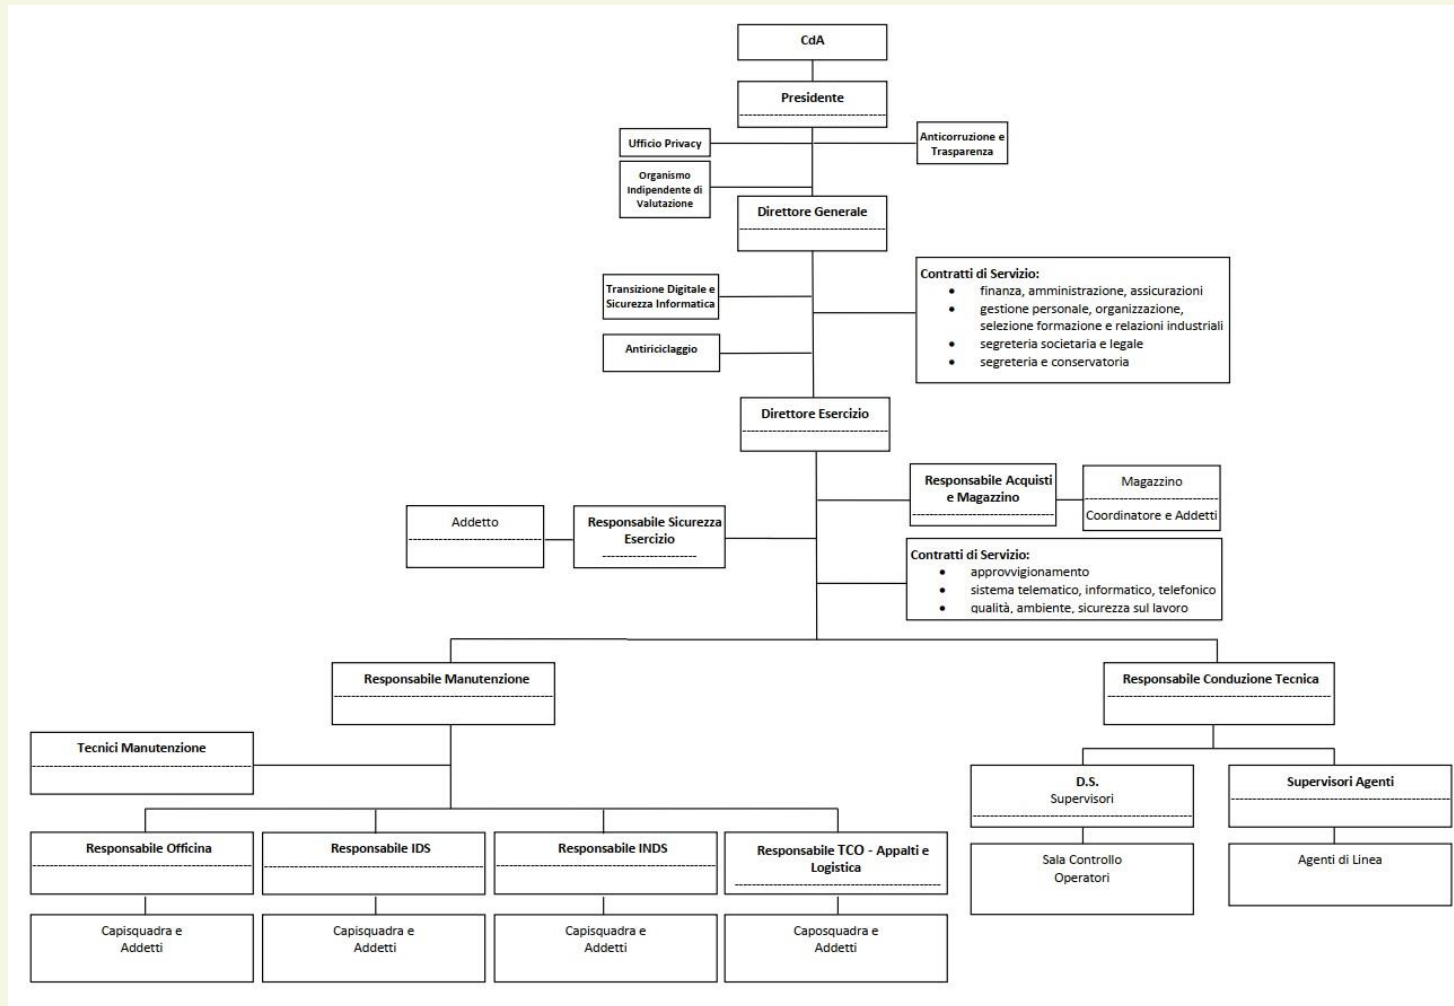 CdA
Presidente
Ufficio Privacy
Anticorruzione e
Trasparenza
Organismo
Indipendente di
Valutazione
Direttore Generale
Transizione Digitale e
Sicurezza Informatica
Contratti di Servizio:
• finanza, amministrazione, assicurazioni
• gestione personale, organizzazione,
selezione formazione e relazioni industriali
• segreteria societaria e legale
• segreteria e conservatoria
Antiriciclaggio
Direttore Esercizio
Responsabile Acquisti
e Magazzino
Magazzino
Coordinatore e Addetti
Addetto
Responsabile Sicurezza
Esercizio
Contratti di Servizio:
• approvvigionamento
• sistema telematico, informatico, telefonico
• qualità, ambiente, sicurezza sul lavoro
Responsabile Manutenzione
Responsabile Conduzione Tecnica
Tecnici Manutenzione
D.S.
Supervisori
Supervisori Agenti
Responsabile Officina
Responsabile IDS
Responsabile INDS
Responsabile TCO - Appalti e
Logistica
Sala Controllo
Operatori
Agenti di Linea
Capisquadra e
Addetti
Capisquadra e
Addetti
Capisquadra e
Addetti
Caposquadra e
Addetti